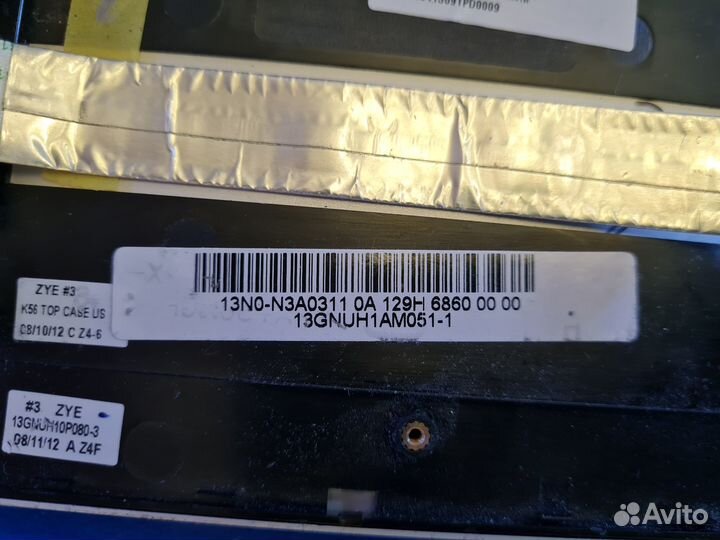 13N0-N3A0311 0A 129H 6860 00 00
13GNUH1AM051-1
ZYE #3
K56 TOP CASE US
08/10/12 C Z4-6
#3 ZYE
13GNUH10P080-3
08/11/12 A Z4F
Avito